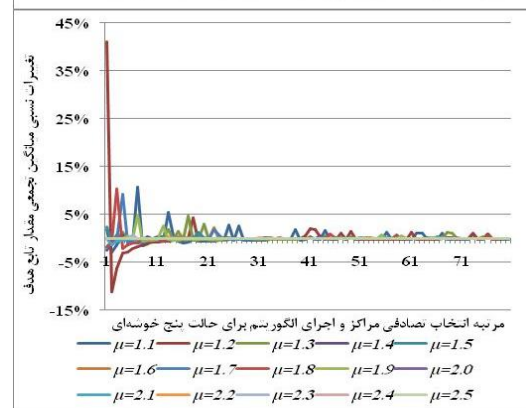 تغییرات نسبی میانگین تجمعی مقدار تابع هدف
45%
35%
25%
15%
5%
-5%
-15%
1 11 21 31 41 51 61 71
مرتبه انتخاب تصادفی مراکز و اجرای الگوریتم برای حالت پنج خوشه‌ای
μ=1.1 μ=1.2 μ=1.3 μ=1.4 μ=1.5
μ=1.6 μ=1.7 μ=1.8 μ=1.9 μ=2.0
μ=2.1 μ=2.2 μ=2.3 μ=2.4 μ=2.5